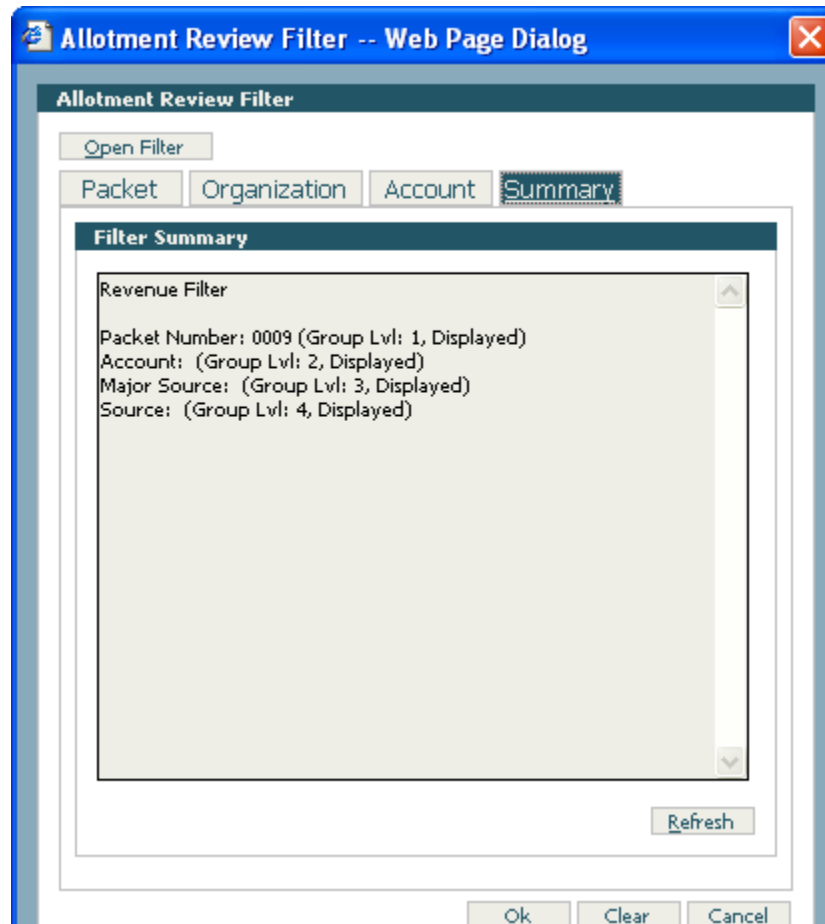 Allotment Review Filter -- Web Page Dialog
Allotment Review Filter
Open Filter
Packet Organization Account Summary
Filter Summary
Revenue Filter
Packet Number: 0009 (Group Lvl: 1, Displayed)
Account:  (Group Lvl: 2, Displayed)
Major Source:  (Group Lvl: 3, Displayed)
Source:  (Group Lvl: 4, Displayed)
Refresh
Ok Clear Cancel